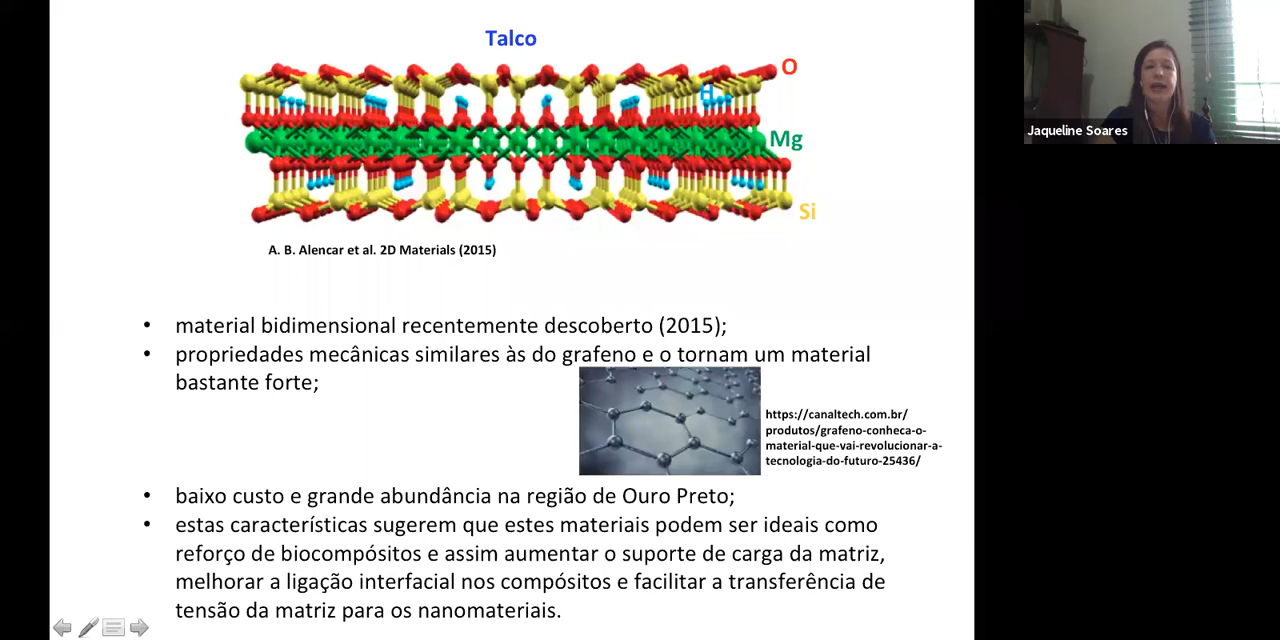 Talco
O
H
Mg
Si
Jaqueline Soares
A. B. Alencar et al. 2D Materials (2015)
• material bidimensional recentemente descoberto (2015);
• propriedades mecânicas similares às do grafeno e o tornam um material
bastante forte;
https://canaltech.com.br/
produtos/grafeno-conheca-o-
material-que-vai-revolucionar-a-
tecnologia-do-futuro-25436/
• baixo custo e grande abundância na região de Ouro Preto;
• estas características sugerem que estes materiais podem ser ideais como
reforço de biocompósitos e assim aumentar o suporte de carga da matriz,
melhorar a ligação interfacial nos compósitos e facilitar a transferência de
tensão da matriz para os nanomateriais.